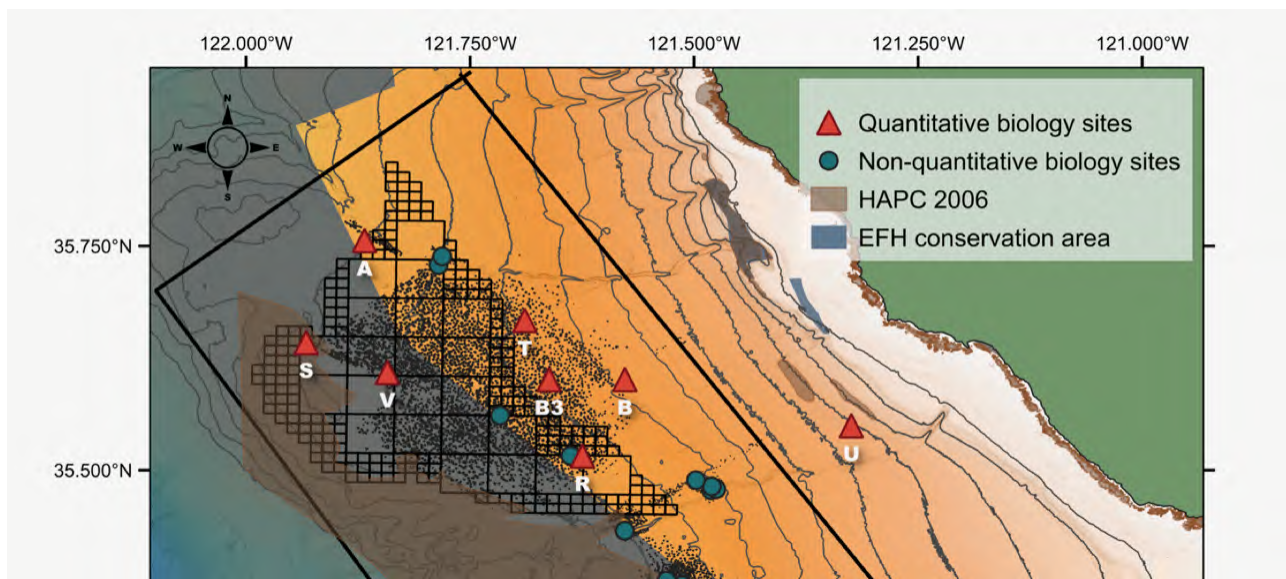 122.000°W 121.750°W 121.500°W 121.250°W 121.000°W
N
W E
S
Quantitative biology sites
Non-quantitative biology sites
HAPC 2006
EFH conservation area
35.750°N
A
T
S
V
B3 B
U
R
35.500°N